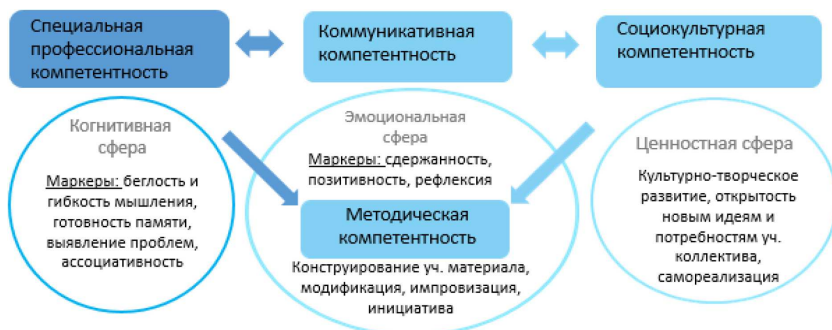 Специальная
профессиональная
компетентность
Коммуникативная
компетентность
Социокультурная
компетентность
Когнитивная
сфера
Маркеры: беглость и
гибкость мышления,
готовность памяти,
выявление проблем,
ассоциативность
Эмоциональная
сфера
Маркеры: сдержанность,
позитивность, рефлексия
Методическая
компетентность
Конструирование уч. материала,
модификация, импровизация,
инициатива
Ценностная сфера
Культурно-творческое
развитие, открытость
новым идеям и
потребностям уч.
коллектива,
самореализация